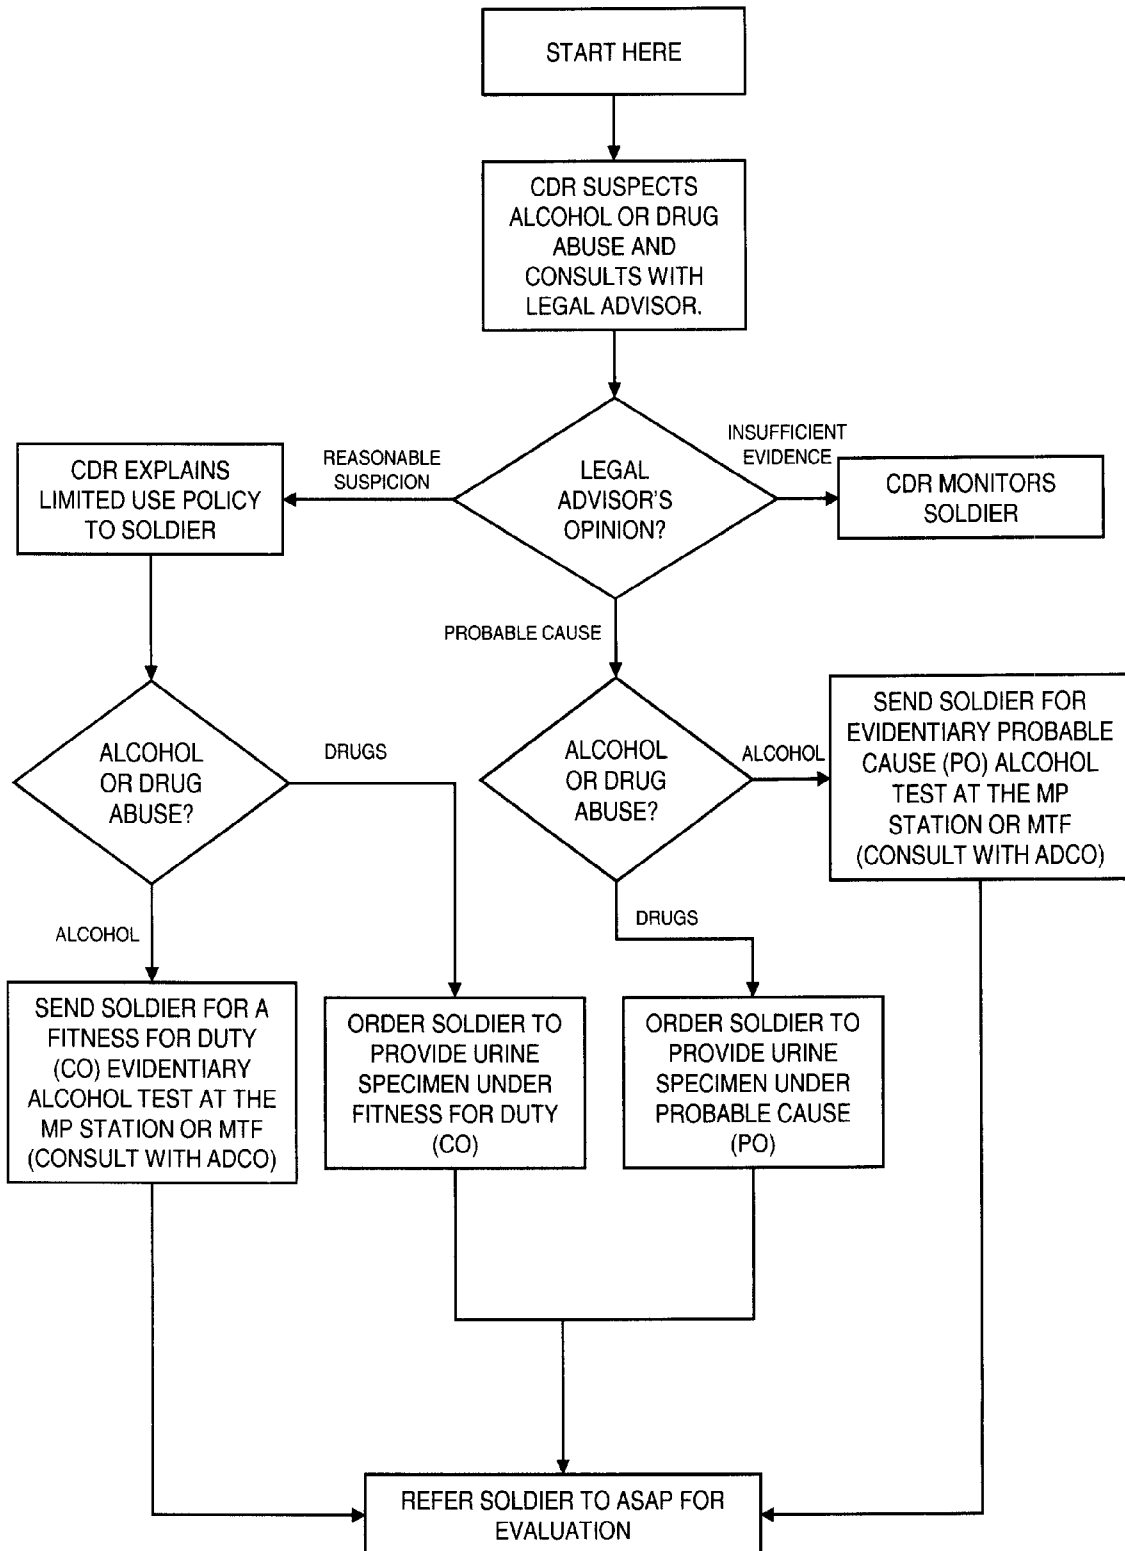 START HERE
CDR SUSPECTS
ALCOHOL OR DRUG
ABUSE AND
CONSULTS WITH
LEGAL ADVISOR.
LEGAL
ADVISOR'S
OPINION?
REASONABLE
SUSPICION
INSUFFICIENT
EVIDENCE
CDR EXPLAINS
LIMITED USE POLICY
TO SOLDIER
CDR MONITORS
SOLDIER
PROBABLE CAUSE
ALCOHOL
OR DRUG
ABUSE?
DRUGS
ALCOHOL
ALCOHOL
OR DRUG
ABUSE?
ALCOHOL
DRUGS
SEND SOLDIER FOR
EVIDENTIARY PROBABLE
CAUSE (PO) ALCOHOL
TEST AT THE MP
STATION OR MTF
(CONSULT WITH ADCO)
SEND SOLDIER FOR A
FITNESS FOR DUTY
(CO) EVIDENTIARY
ALCOHOL TEST AT THE
MP STATION OR MTF
(CONSULT WITH ADCO)
ORDER SOLDIER TO
PROVIDE URINE
SPECIMEN UNDER
FITNESS FOR DUTY
(CO)
ORDER SOLDIER TO
PROVIDE URINE
SPECIMEN UNDER
PROBABLE CAUSE
(PO)
REFER SOLDIER TO ASAP FOR
EVALUATION